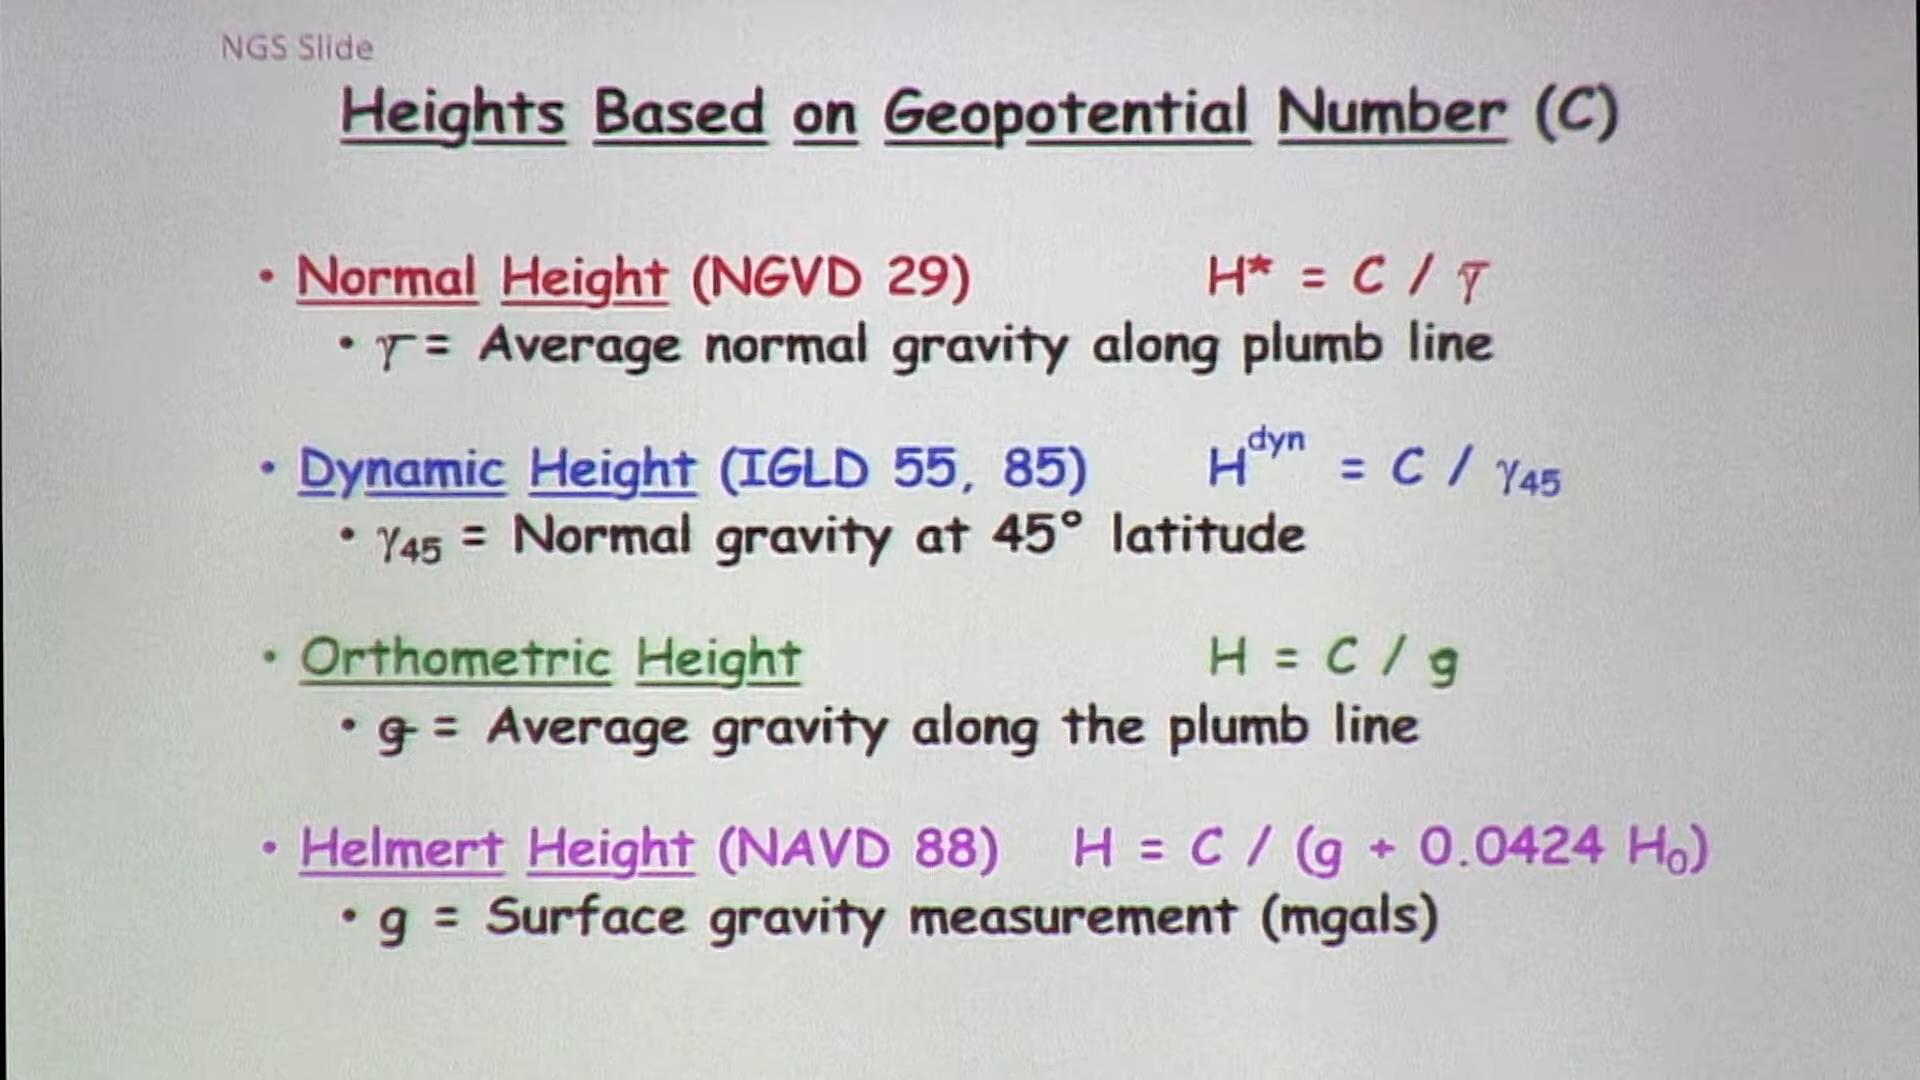 NGS Slide
Heights Based on Geopotential Number (C)
• Normal Height (NGVD 29) H* = C / γ̅
• γ̅ = Average normal gravity along plumb line
• Dynamic Height (IGLD 55, 85) H^dyn = C / γ₄₅
• γ₄₅ = Normal gravity at 45° latitude
• Orthometric Height H = C / g
• g̅ = Average gravity along the plumb line
• Helmert Height (NAVD 88) H = C / (g + 0.0424 H₀)
• g = Surface gravity measurement (mgals)